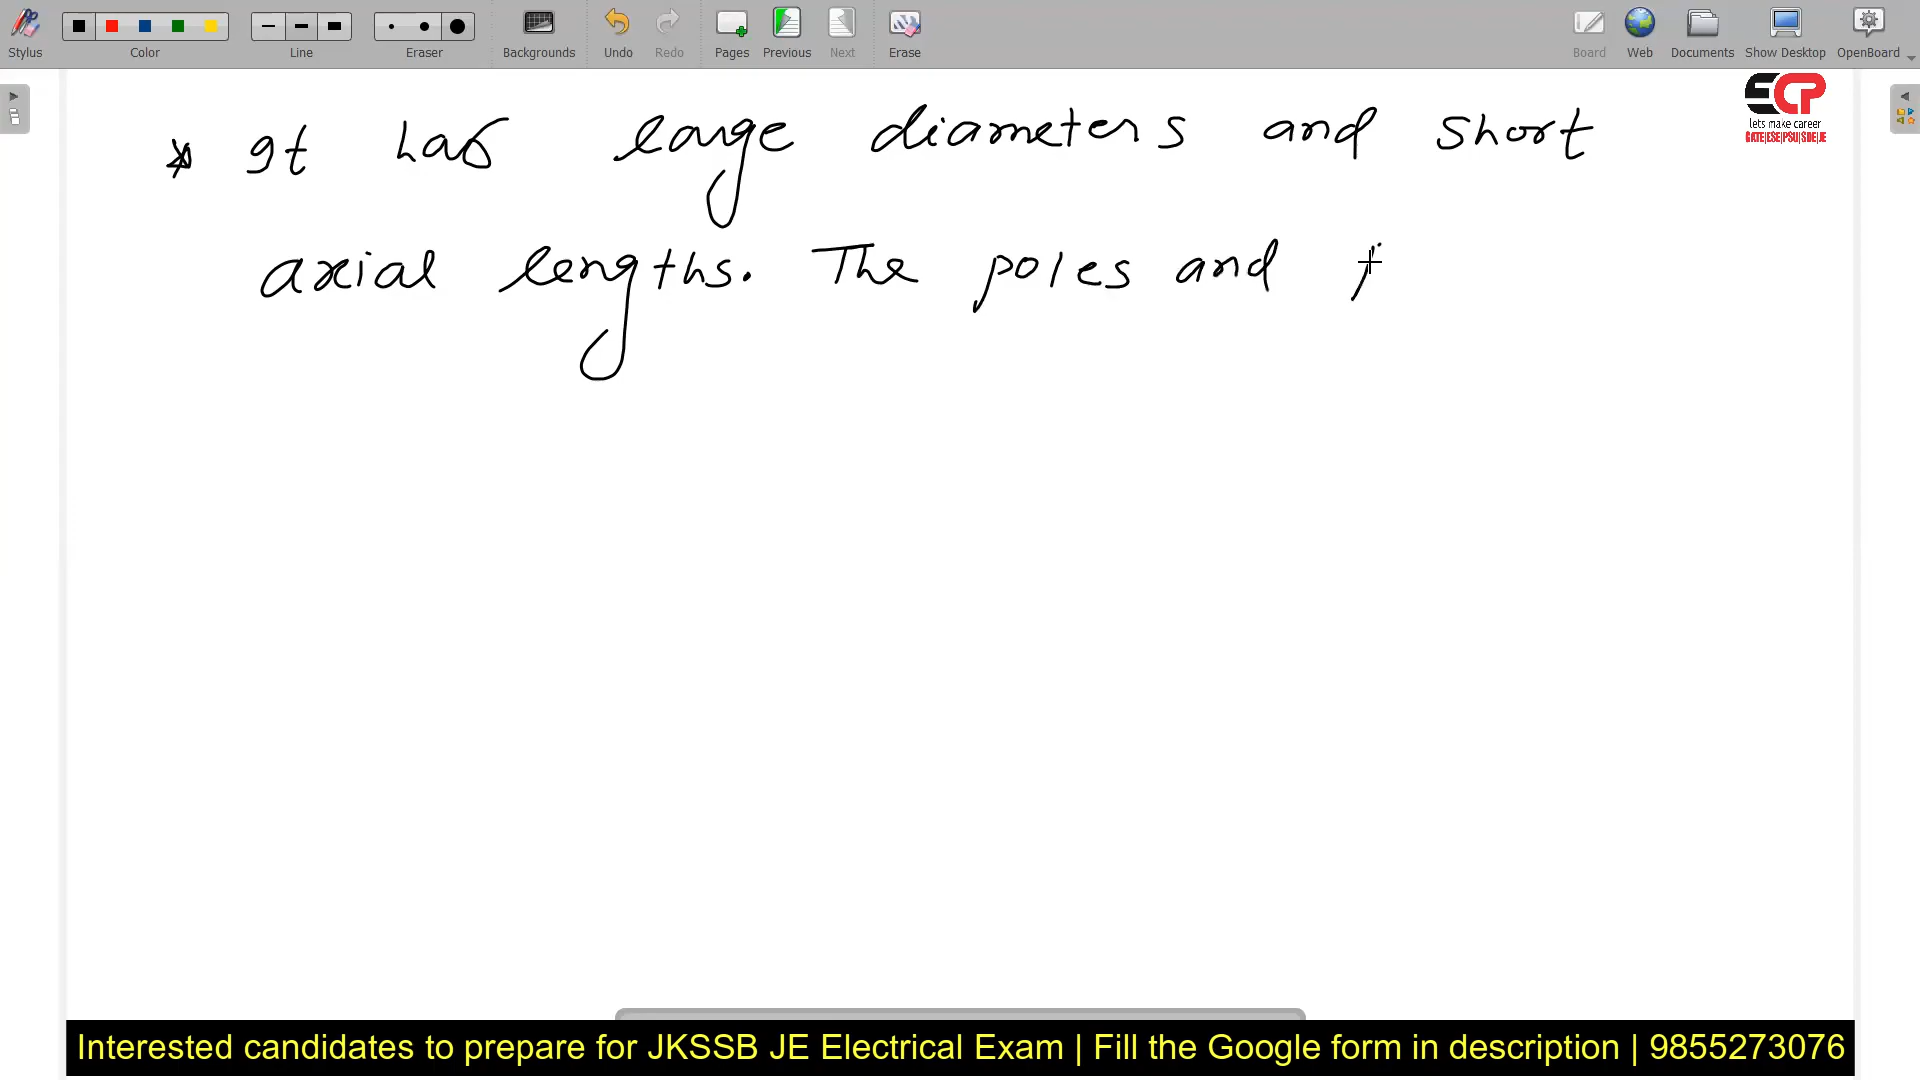 Stylus Color Line Eraser Backgrounds Undo Redo Pages Previous Next Erase Board Web Documents Show Desktop OpenBoard
ECP
lets make career
GATE|ESE|PSU|SDE|JE
* It has large diameters and short
axial lengths. The poles and
Interested candidates to prepare for JKSSB JE Electrical Exam | Fill the Google form in description | 9855273076